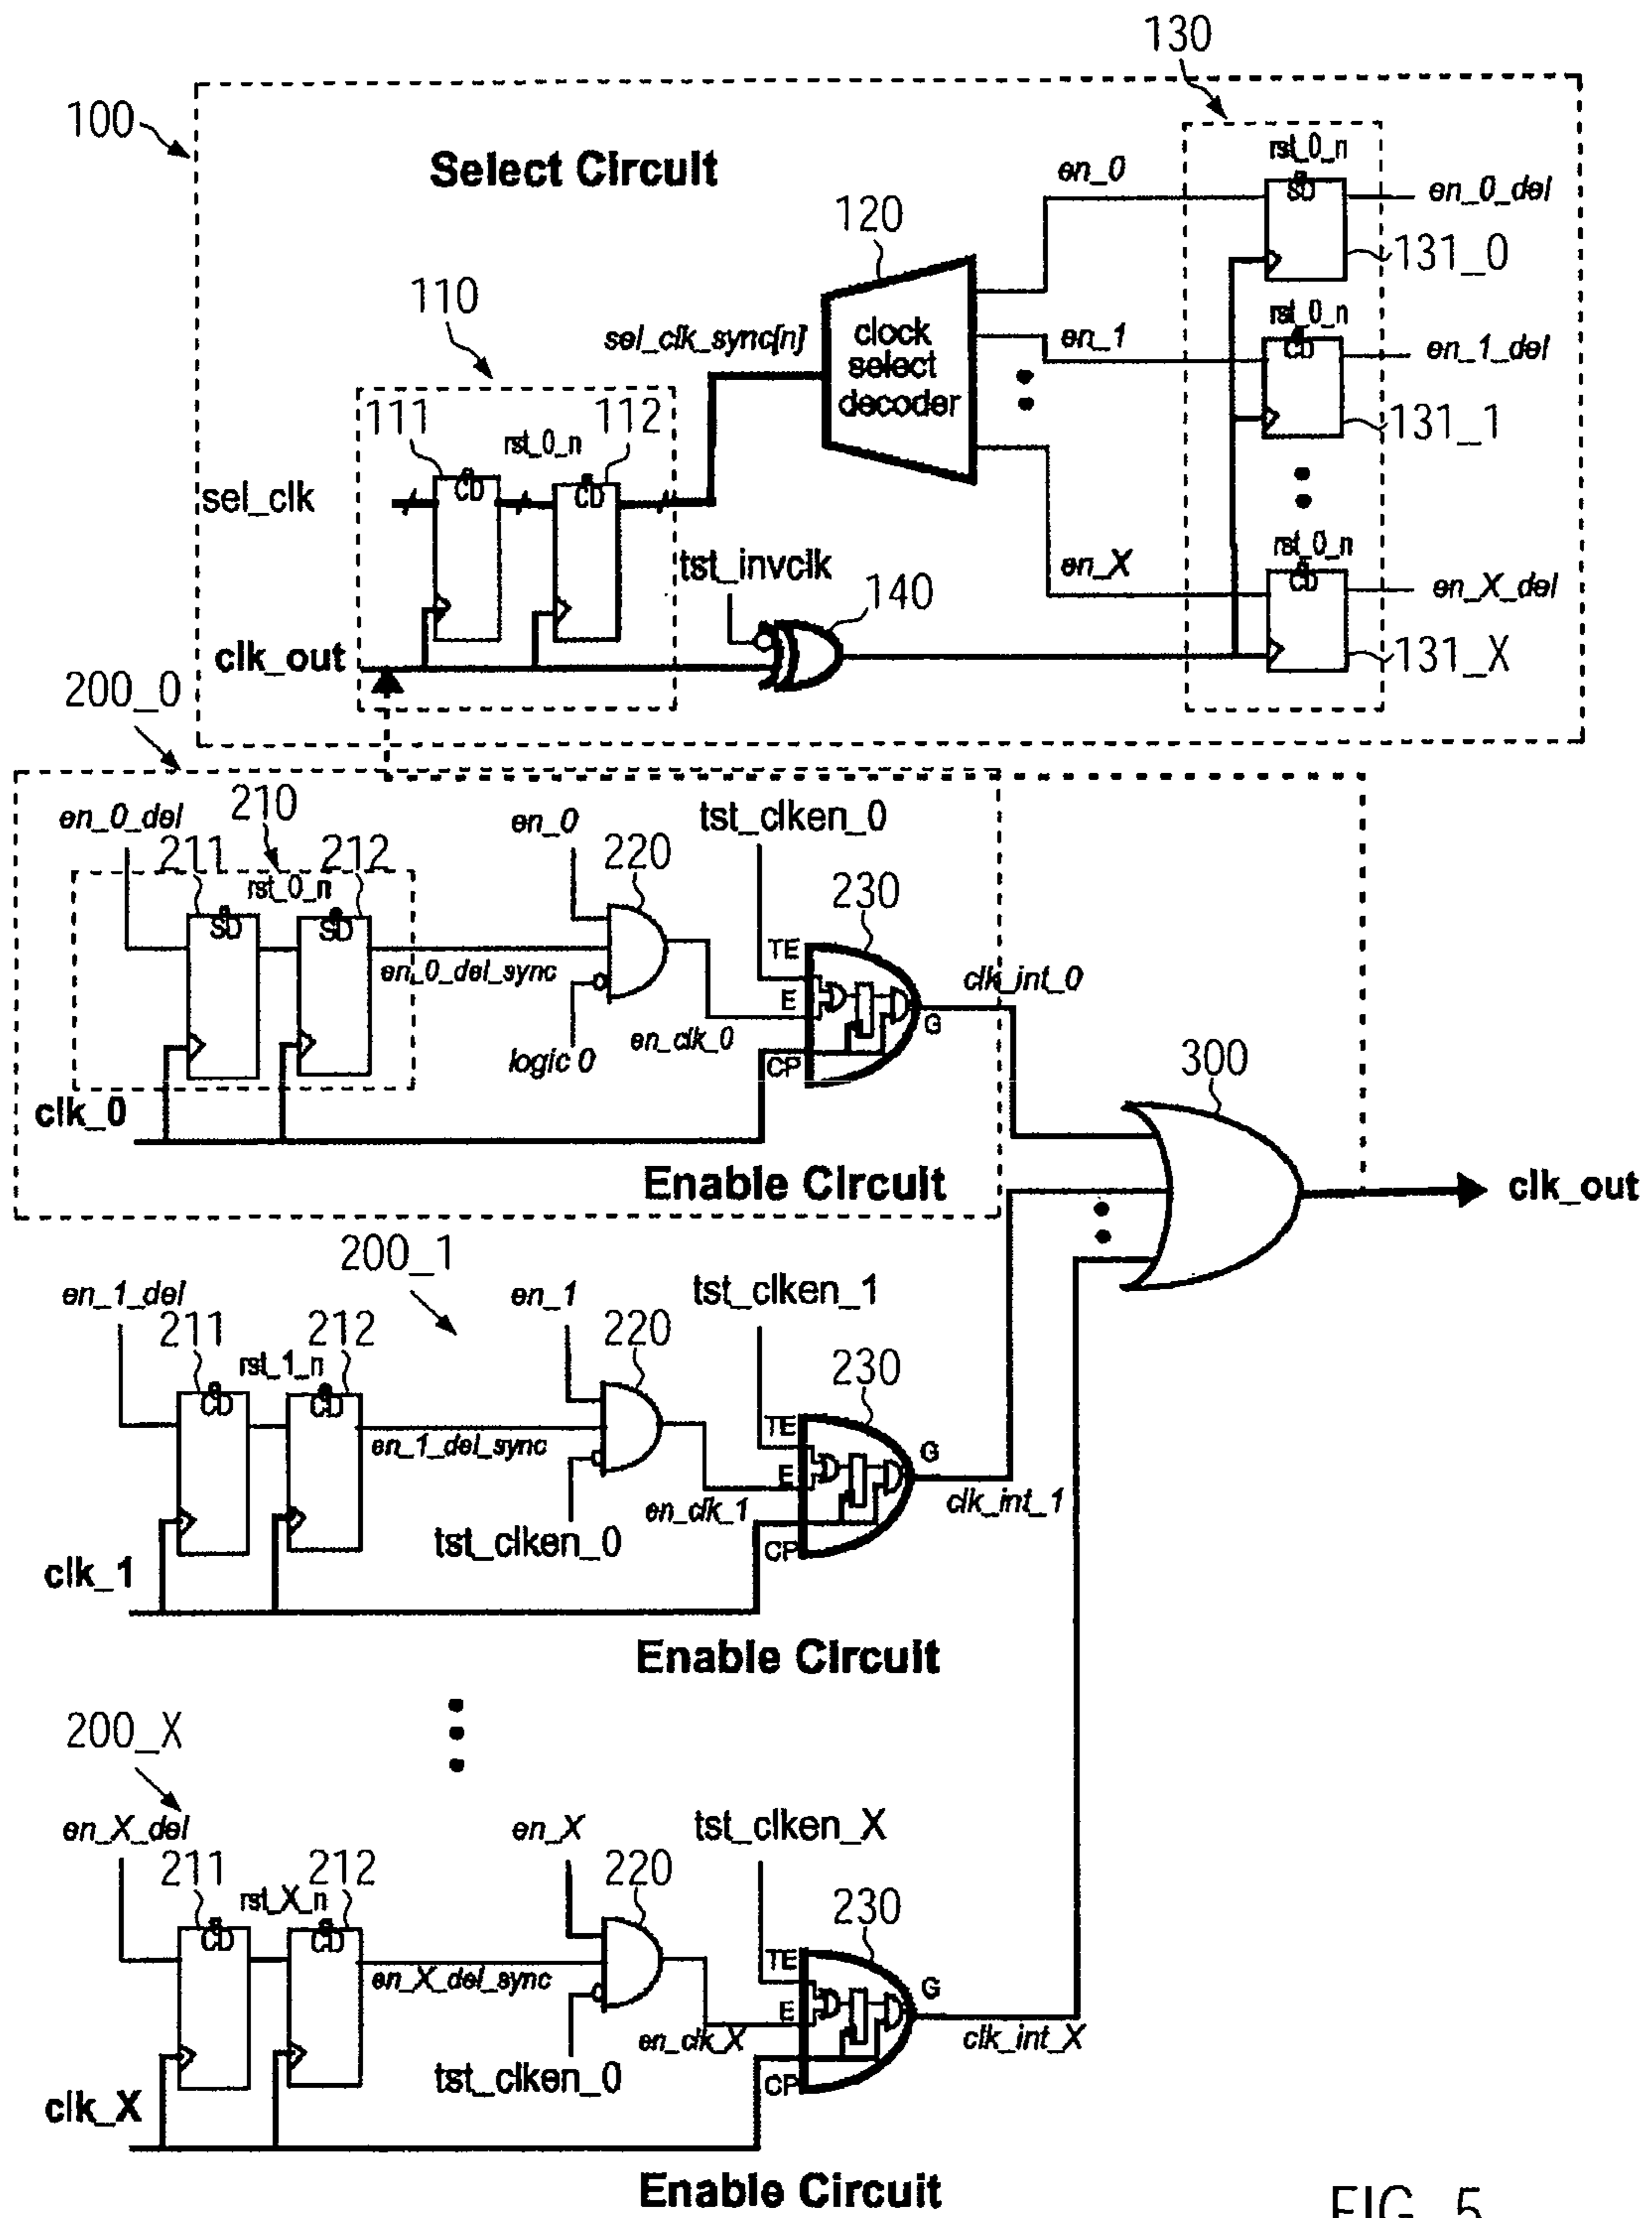 130
100
Select Circuit
rst_0_n
en_0
SD
en_0_del
120
131_0
110
rst_0_n
sel_clk_sync[n]
clock
select
decoder
en_1
CD
en_1_del
111
112
rst_0_n
131_1
sel_clk
CD
CD
tst_invclk
140
en_X
rst_0_n
CD
en_X_del
clk_out
131_X
200_0
en_0_del
210
211
212
rst_0_n
SD
SD
en_0
220
tst_clken_0
230
TE
en_0_del_sync
E
clk_int_0
G
logic 0
en_clk_0
CP
clk_0
300
Enable Circuit
clk_out
200_1
en_1_del
211
212
rst_1_n
CD
CD
en_1
220
tst_clken_1
230
TE
en_1_del_sync
E
G
en_clk_1
clk_int_1
tst_clken_0
CP
clk_1
Enable Circuit
200_X
en_X_del
211
212
rst_X_n
CD
CD
en_X
220
tst_clken_X
230
TE
en_X_del_sync
E
G
en_clk_X
clk_int_X
tst_clken_0
CP
clk_X
Enable Circuit
FIG. 5